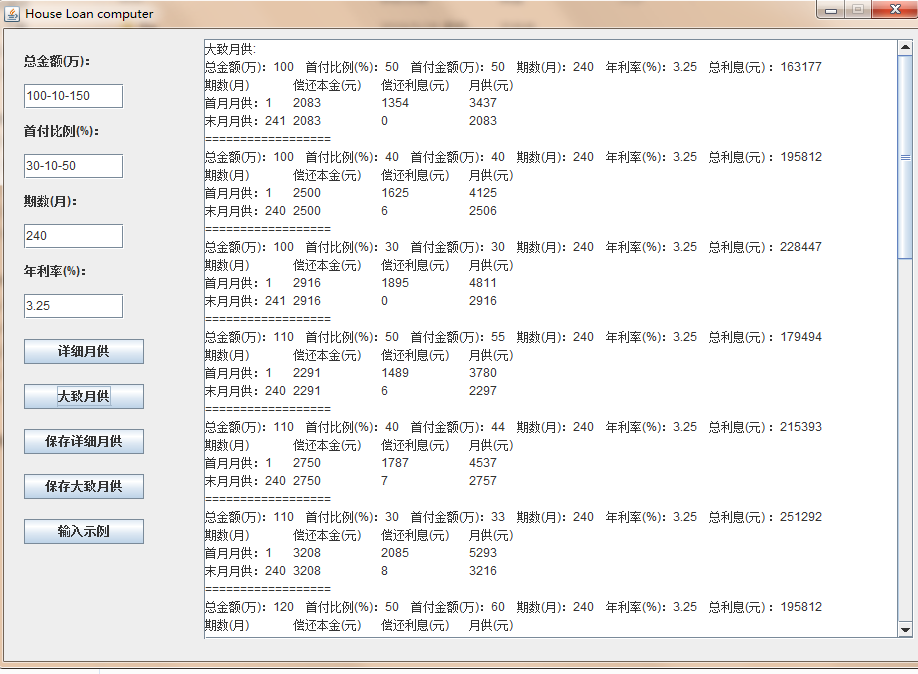 House Loan computer
总金额(万)：
100-10-150
首付比例(%)：
30-10-50
期数(月)：
240
年利率(%)：
3.25
详细月供
大致月供
保存详细月供
保存大致月供
输入示例
大致月供:
总金额(万)：100 首付比例(%)：50 首付金额(万)：50 期数(月)：240 年利率(%)：3.25 总利息(元)：163177
期数(月) 偿还本金(元) 偿还利息(元) 月供(元)
首月月供：1 2083 1354 3437
末月月供：241 2083 0 2083
==================
总金额(万)：100 首付比例(%)：40 首付金额(万)：40 期数(月)：240 年利率(%)：3.25 总利息(元)：195812
期数(月) 偿还本金(元) 偿还利息(元) 月供(元)
首月月供：1 2500 1625 4125
末月月供：240 2500 6 2506
==================
总金额(万)：100 首付比例(%)：30 首付金额(万)：30 期数(月)：240 年利率(%)：3.25 总利息(元)：228447
期数(月) 偿还本金(元) 偿还利息(元) 月供(元)
首月月供：1 2916 1895 4811
末月月供：241 2916 0 2916
==================
总金额(万)：110 首付比例(%)：50 首付金额(万)：55 期数(月)：240 年利率(%)：3.25 总利息(元)：179494
期数(月) 偿还本金(元) 偿还利息(元) 月供(元)
首月月供：1 2291 1489 3780
末月月供：240 2291 6 2297
==================
总金额(万)：110 首付比例(%)：40 首付金额(万)：44 期数(月)：240 年利率(%)：3.25 总利息(元)：215393
期数(月) 偿还本金(元) 偿还利息(元) 月供(元)
首月月供：1 2750 1787 4537
末月月供：240 2750 7 2757
==================
总金额(万)：110 首付比例(%)：30 首付金额(万)：33 期数(月)：240 年利率(%)：3.25 总利息(元)：251292
期数(月) 偿还本金(元) 偿还利息(元) 月供(元)
首月月供：1 3208 2085 5293
末月月供：240 3208 8 3216
==================
总金额(万)：120 首付比例(%)：50 首付金额(万)：60 期数(月)：240 年利率(%)：3.25 总利息(元)：195812
期数(月) 偿还本金(元) 偿还利息(元) 月供(元)